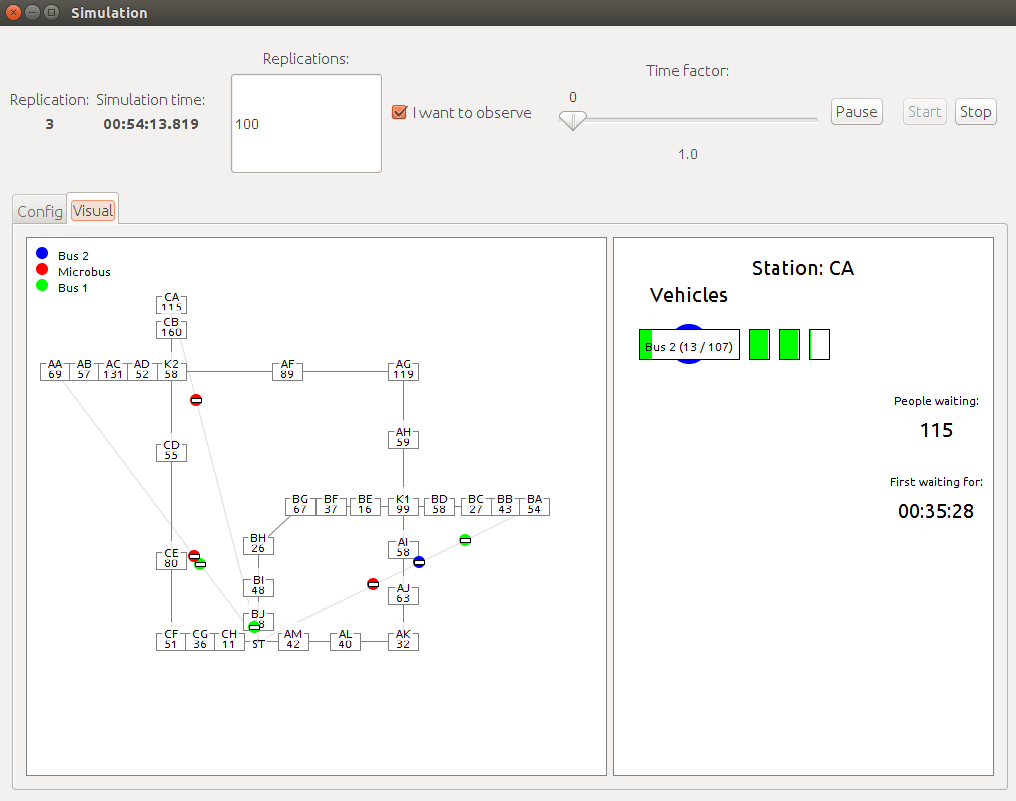 Simulation
Replications:
Time factor:
Replication: Simulation time:
3 00:54:13.819
100
I want to observe
0
1.0
Pause Start Stop
Config Visual
Bus 2
Microbus
Bus 1
CA
115
CB
160
AA AB AC AD K2 AF AG
69 57 131 52 58 89 119
CD AH
55 59
BG BF BE K1 BD BC BB BA
67 37 16 99 58 27 43 54
BH AI
26 58
CE
80
BI AJ
48 63
BJ
8
CF CG CH ST AM AL AK
51 36 11 42 40 32
Station: CA
Vehicles
Bus 2 (13 / 107)
People waiting:
115
First waiting for:
00:35:28